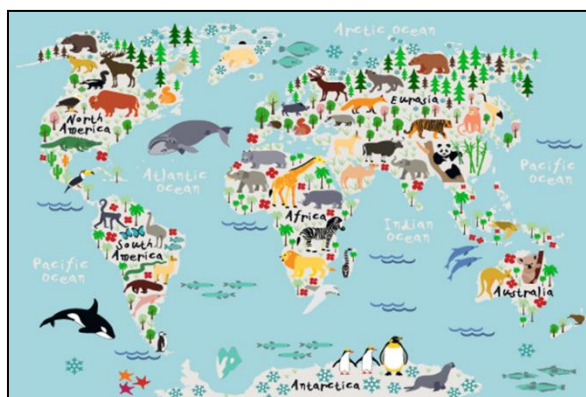 Arctic Ocean
North
America
Eurasia
Pacific
Ocean
Atlantic
Ocean
Africa
Indian
Ocean
South
America
Pacific
Ocean
Australia
Antarctica